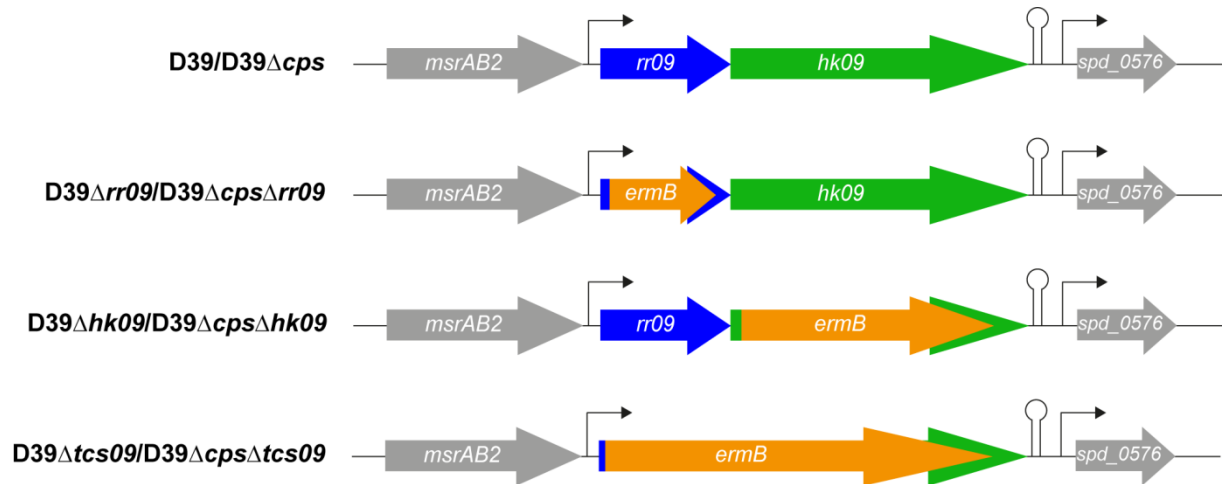 D39/D39Δcps msrAB2 rr09 hk09 spd_0576
D39Δrr09/D39ΔcpsΔrr09 msrAB2 ermB hk09 spd_0576
D39Δhk09/D39ΔcpsΔhk09 msrAB2 rr09 ermB spd_0576
D39Δtcs09/D39ΔcpsΔtcs09 msrAB2 ermB spd_0576